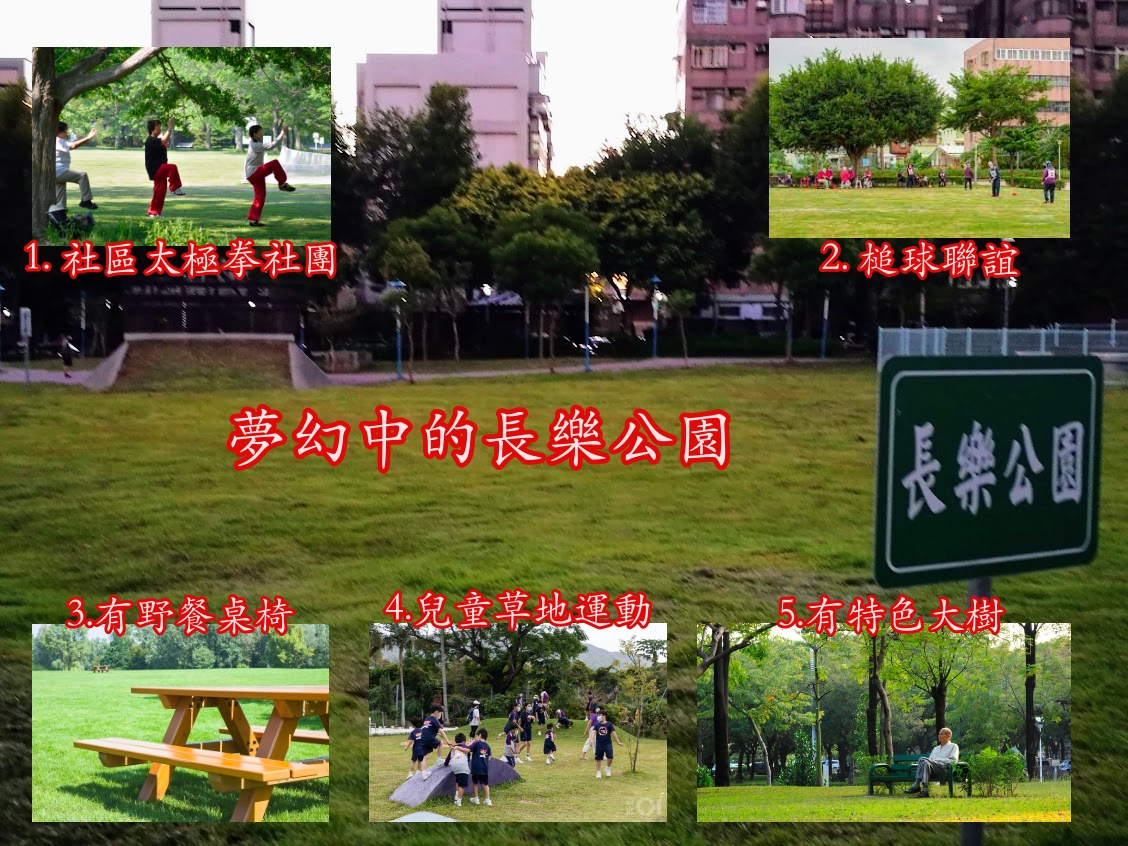 1. 社區太極拳社團
2. 槌球聯誼
夢幻中的長樂公園
長樂公園
3.有野餐桌椅
4.兒童草地運動
5.有特色大樹